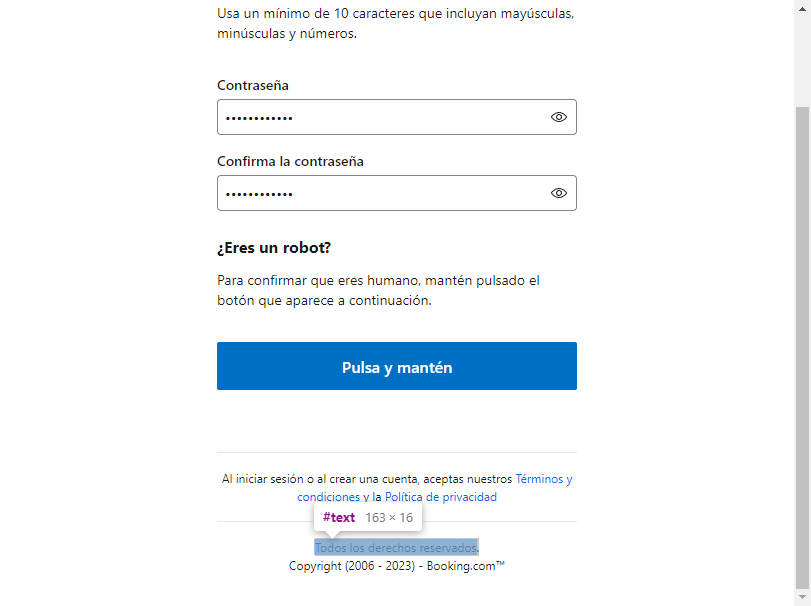 Usa un mínimo de 10 caracteres que incluyan mayúsculas,
minúsculas y números.
Contraseña
••••••••••••
Confirma la contraseña
••••••••••••
¿Eres un robot?
Para confirmar que eres humano, mantén pulsado el
botón que aparece a continuación.
Pulsa y mantén
Al iniciar sesión o al crear una cuenta, aceptas nuestros Términos y
condiciones y la Política de privacidad
#text 163 × 16
Todos los derechos reservados.
Copyright (2006 - 2023) - Booking.com™